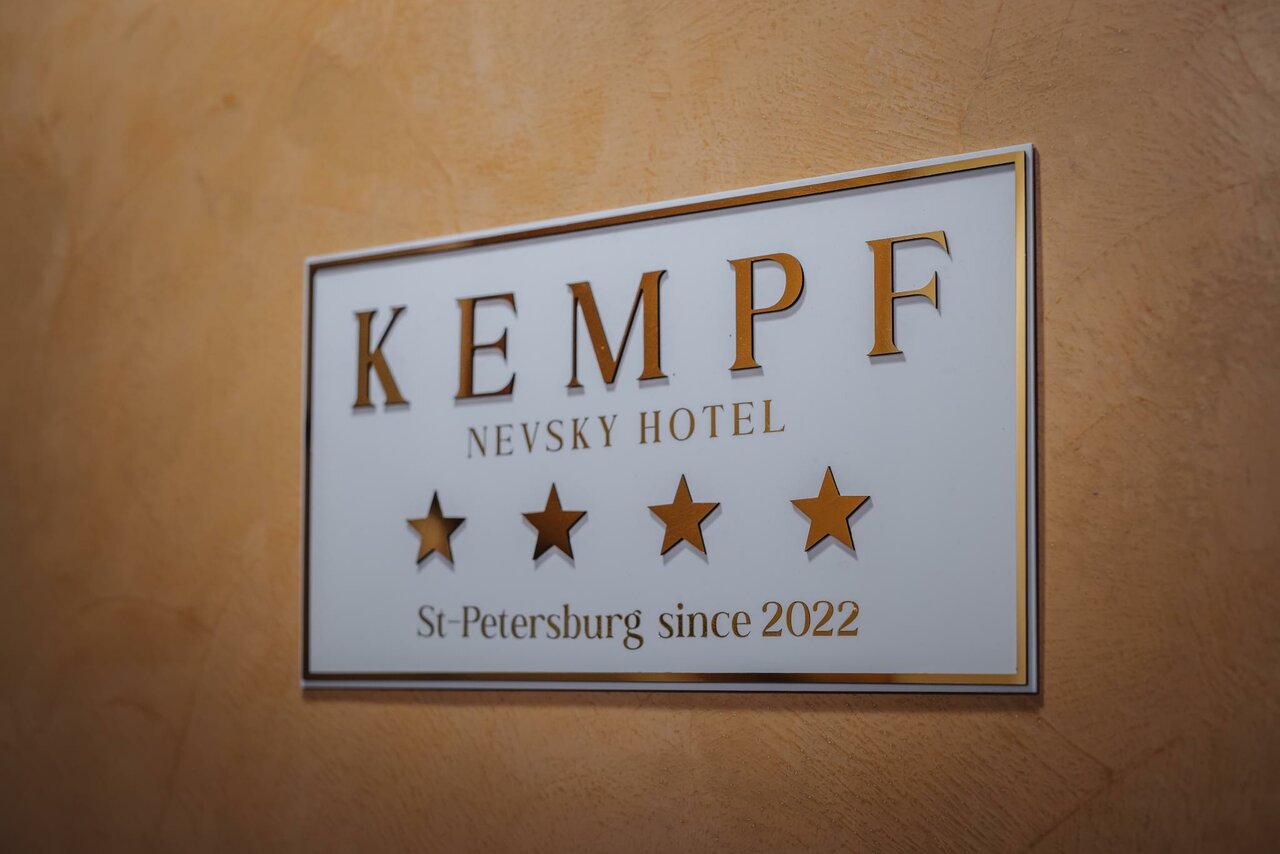 KEMPF
NEVSKY HOTEL
St-Petersburg since 2022